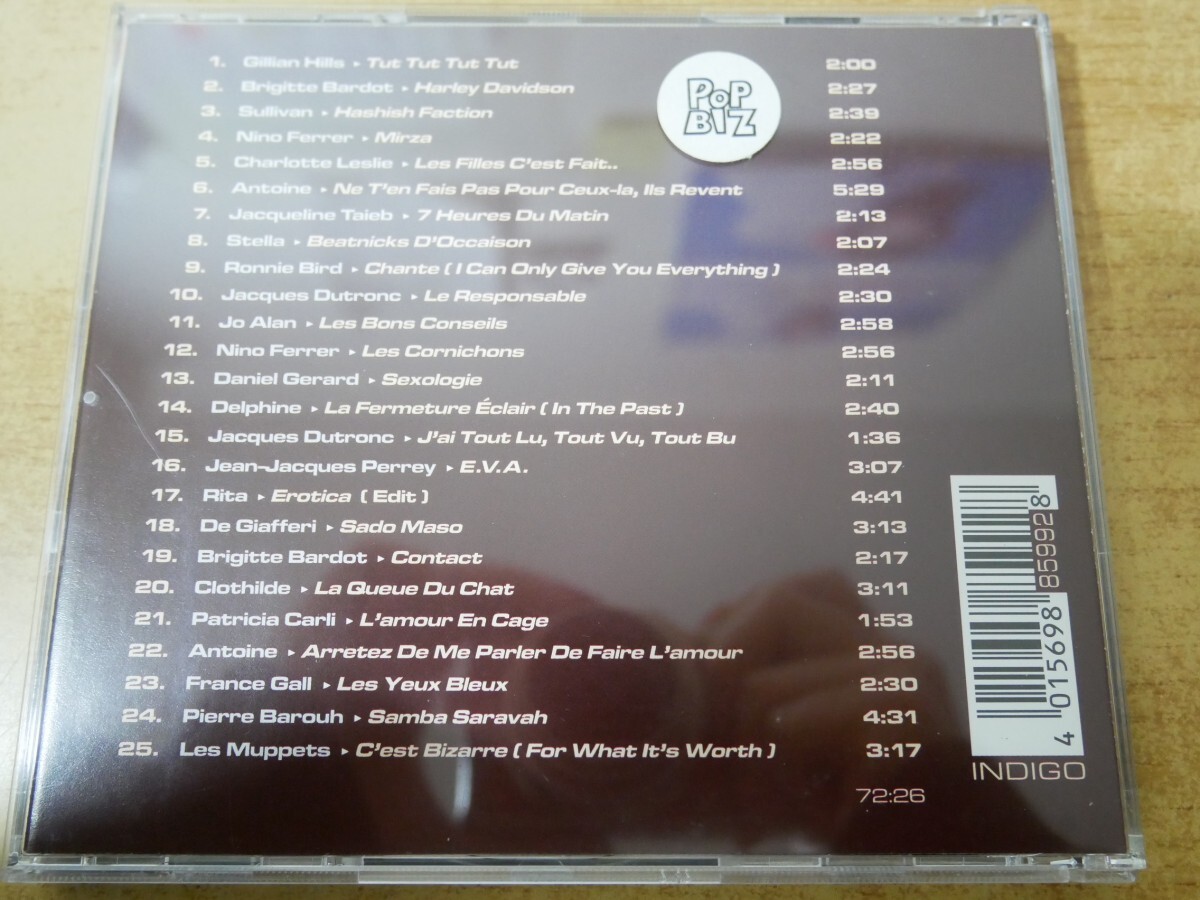 1. Gillian Hills ▸ Tut Tut Tut Tut 2:00
2. Brigitte Bardot ▸ Harley Davidson 2:27
3. Sullivan ▸ Hashish Faction 2:39
4. Nino Ferrer ▸ Mirza 2:22
5. Charlotte Leslie ▸ Les Filles C'est Fait.. 2:56
6. Antoine ▸ Ne T'en Fais Pas Pour Ceux-la, Ils Revent 5:29
7. Jacqueline Taieb ▸ 7 Heures Du Matin 2:13
8. Stella ▸ Beatnicks D'Occaison 2:07
9. Ronnie Bird ▸ Chante ( I Can Only Give You Everything ) 2:24
10. Jacques Dutronc ▸ Le Responsable 2:30
11. Jo Alan ▸ Les Bons Conseils 2:58
12. Nino Ferrer ▸ Les Cornichons 2:56
13. Daniel Gerard ▸ Sexologie 2:11
14. Delphine ▸ La Fermeture Éclair ( In The Past ) 2:40
15. Jacques Dutronc ▸ J'ai Tout Lu, Tout Vu, Tout Bu 1:36
16. Jean-Jacques Perrey ▸ E.V.A. 3:07
17. Rita ▸ Erotica ( Edit ) 4:41
18. De Giafferi ▸ Sado Maso 3:13
19. Brigitte Bardot ▸ Contact 2:17
20. Clothilde ▸ La Queue Du Chat 3:11
21. Patricia Carli ▸ L'amour En Cage 1:53
22. Antoine ▸ Arretez De Me Parler De Faire L'amour 2:56
23. France Gall ▸ Les Yeux Bleux 2:30
24. Pierre Barouh ▸ Samba Saravah 4:31
25. Les Muppets ▸ C'est Bizarre ( For What It's Worth ) 3:17
72:26
POP
BIZ
4 015698 859928
INDIGO